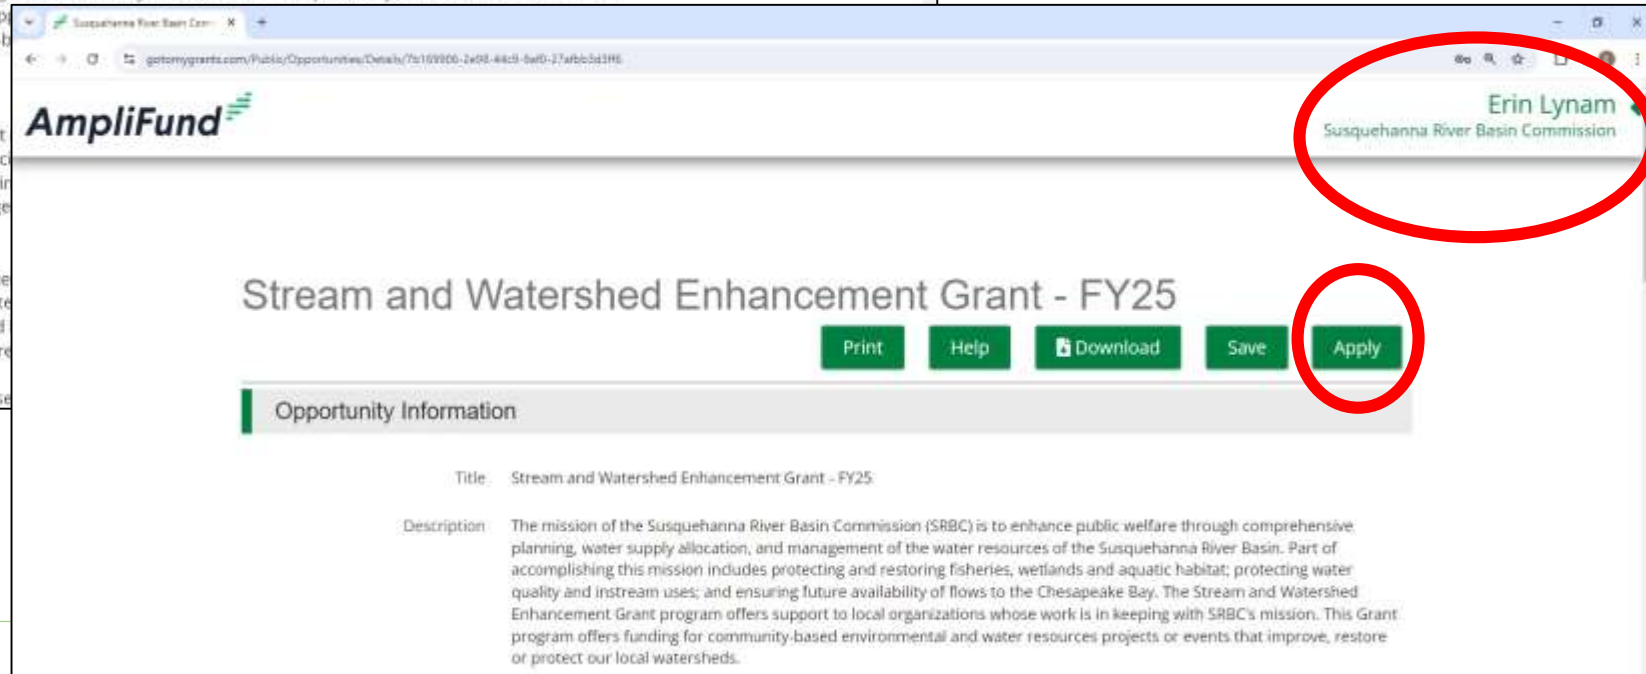 Susquehanna River Basin Com
AmpliFund
Erin Lynam
Susquehanna River Basin Commission
Stream and Watershed Enhancement Grant - FY25
Print Help Download Save Apply
Opportunity Information
Title Stream and Watershed Enhancement Grant - FY25
Description The mission of the Susquehanna River Basin Commission (SRBC) is to enhance public welfare through comprehensive
planning, water supply allocation, and management of the water resources of the Susquehanna River Basin. Part of
accomplishing this mission includes protecting and restoring fisheries, wetlands and aquatic habitat; protecting water
quality and instream uses; and ensuring future availability of flows to the Chesapeake Bay. The Stream and Watershed
Enhancement Grant program offers support to local organizations whose work is in keeping with SRBC's mission. This Grant
program offers funding for community-based environmental and water resources projects or events that improve, restore
or protect our local watersheds.